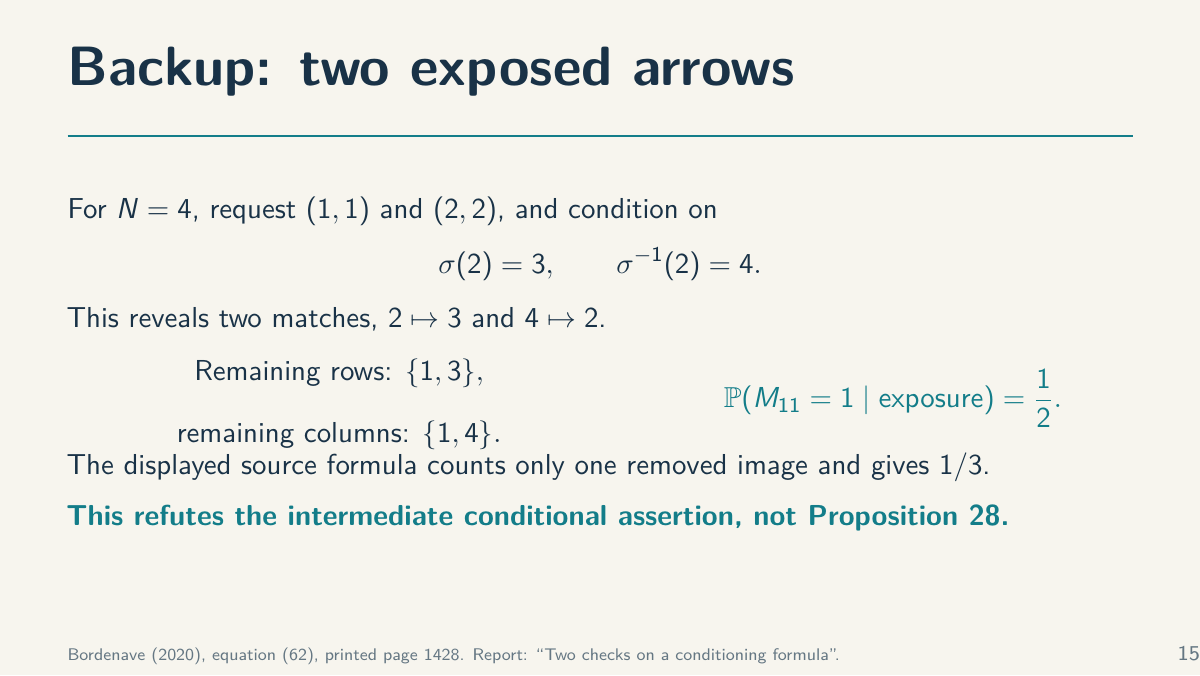 Backup: two exposed arrows
For N = 4, request (1, 1) and (2, 2), and condition on
σ(2) = 3,  σ⁻¹(2) = 4.
This reveals two matches, 2 ↦ 3 and 4 ↦ 2.
Remaining rows: {1, 3},
remaining columns: {1, 4}.
ℙ(M₁₁ = 1 | exposure) = 1/2.
The displayed source formula counts only one removed image and gives 1/3.
This refutes the intermediate conditional assertion, not Proposition 28.
Bordenave (2020), equation (62), printed page 1428. Report: “Two checks on a conditioning formula”.
15